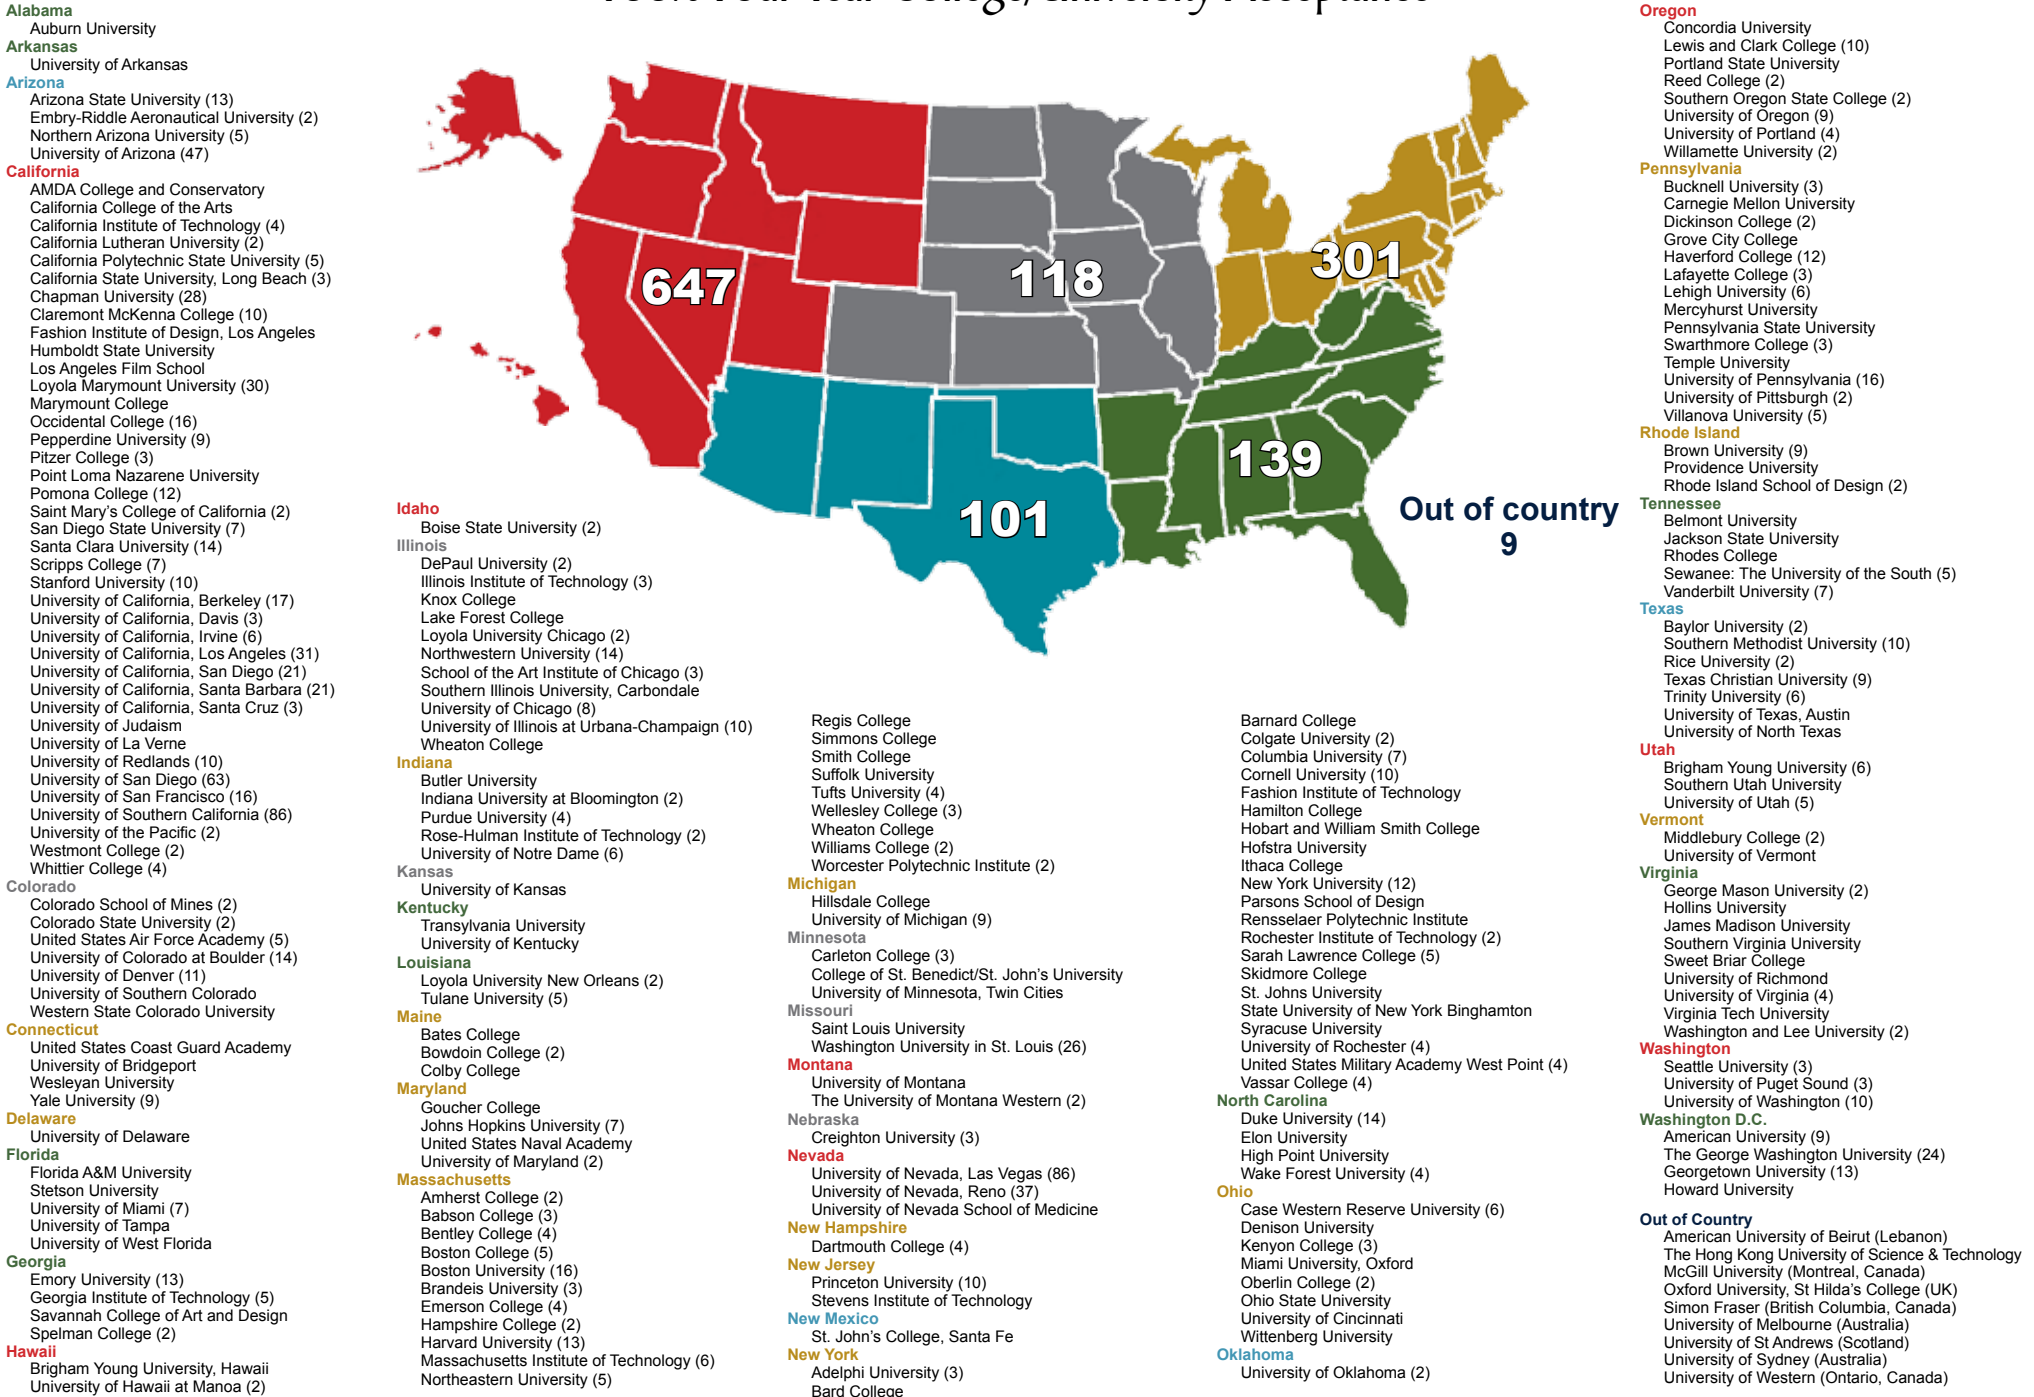 100% Four-Year College/University Acceptance
Alabama
Auburn University
Arkansas
University of Arkansas
Arizona
Arizona State University (13)
Embry-Riddle Aeronautical University (2)
Northern Arizona University (5)
University of Arizona (47)
California
AMDA College and Conservatory
California College of the Arts
California Institute of Technology (4)
California Lutheran University (2)
California Polytechnic State University (5)
California State University, Long Beach (3)
Chapman University (28)
Claremont McKenna College (10)
Fashion Institute of Design, Los Angeles
Humboldt State University
Los Angeles Film School
Loyola Marymount University (30)
Marymount College
Occidental College (16)
Pepperdine University (9)
Pitzer College (3)
Point Loma Nazarene University
Pomona College (12)
Saint Mary's College of California (2)
San Diego State University (7)
Santa Clara University (14)
Scripps College (7)
Stanford University (10)
University of California, Berkeley (17)
University of California, Davis (3)
University of California, Irvine (6)
University of California, Los Angeles (31)
University of California, San Diego (21)
University of California, Santa Barbara (21)
University of California, Santa Cruz (3)
University of Judaism
University of La Verne
University of Redlands (10)
University of San Diego (63)
University of San Francisco (16)
University of Southern California (86)
University of the Pacific (2)
Westmont College (2)
Whittier College (4)
Colorado
Colorado School of Mines (2)
Colorado State University (2)
United States Air Force Academy (5)
University of Colorado at Boulder (14)
University of Denver (11)
University of Southern Colorado
Western State Colorado University
Connecticut
United States Coast Guard Academy
University of Bridgeport
Wesleyan University
Yale University (9)
Delaware
University of Delaware
Florida
Florida A&M University
Stetson University
University of Miami (7)
University of Tampa
University of West Florida
Georgia
Emory University (13)
Georgia Institute of Technology (5)
Savannah College of Art and Design
Spelman College (2)
Hawaii
Brigham Young University, Hawaii
University of Hawaii at Manoa (2)
647
118
301
139
101
Out of country
9
Idaho
Boise State University (2)
Illinois
DePaul University (2)
Illinois Institute of Technology (3)
Knox College
Lake Forest College
Loyola University Chicago (2)
Northwestern University (14)
School of the Art Institute of Chicago (3)
Southern Illinois University, Carbondale
University of Chicago (8)
University of Illinois at Urbana-Champaign (10)
Wheaton College
Indiana
Butler University
Indiana University at Bloomington (2)
Purdue University (4)
Rose-Hulman Institute of Technology (2)
University of Notre Dame (6)
Kansas
University of Kansas
Kentucky
Transylvania University
University of Kentucky
Louisiana
Loyola University New Orleans (2)
Tulane University (5)
Maine
Bates College
Bowdoin College (2)
Colby College
Maryland
Goucher College
Johns Hopkins University (7)
United States Naval Academy
University of Maryland (2)
Massachusetts
Amherst College (2)
Babson College (3)
Bentley College (4)
Boston College (5)
Boston University (16)
Brandeis University (3)
Emerson College (4)
Hampshire College (2)
Harvard University (13)
Massachusetts Institute of Technology (6)
Northeastern University (5)
Regis College
Simmons College
Smith College
Suffolk University
Tufts University (4)
Wellesley College (3)
Wheaton College
Williams College (2)
Worcester Polytechnic Institute (2)
Michigan
Hillsdale College
University of Michigan (9)
Minnesota
Carleton College (3)
College of St. Benedict/St. John's University
University of Minnesota, Twin Cities
Missouri
Saint Louis University
Washington University in St. Louis (26)
Montana
University of Montana
The University of Montana Western (2)
Nebraska
Creighton University (3)
Nevada
University of Nevada, Las Vegas (86)
University of Nevada, Reno (37)
University of Nevada School of Medicine
New Hampshire
Dartmouth College (4)
New Jersey
Princeton University (10)
Stevens Institute of Technology
New Mexico
St. John's College, Santa Fe
New York
Adelphi University (3)
Bard College
Barnard College
Colgate University (2)
Columbia University (7)
Cornell University (10)
Fashion Institute of Technology
Hamilton College
Hobart and William Smith College
Hofstra University
Ithaca College
New York University (12)
Parsons School of Design
Rensselaer Polytechnic Institute
Rochester Institute of Technology (2)
Sarah Lawrence College (5)
Skidmore College
St. Johns University
State University of New York Binghamton
Syracuse University
University of Rochester (4)
United States Military Academy West Point (4)
Vassar College (4)
North Carolina
Duke University (14)
Elon University
High Point University
Wake Forest University (4)
Ohio
Case Western Reserve University (6)
Denison University
Kenyon College (3)
Miami University, Oxford
Oberlin College (2)
Ohio State University
University of Cincinnati
Wittenberg University
Oklahoma
University of Oklahoma (2)
Oregon
Concordia University
Lewis and Clark College (10)
Portland State University
Reed College (2)
Southern Oregon State College (2)
University of Oregon (9)
University of Portland (4)
Willamette University (2)
Pennsylvania
Bucknell University (3)
Carnegie Mellon University
Dickinson College (2)
Grove City College
Haverford College (12)
Lafayette College (3)
Lehigh University (6)
Mercyhurst University
Pennsylvania State University
Swarthmore College (3)
Temple University
University of Pennsylvania (16)
University of Pittsburgh (2)
Villanova University (5)
Rhode Island
Brown University (9)
Providence University
Rhode Island School of Design (2)
Tennessee
Belmont University
Jackson State University
Rhodes College
Sewanee: The University of the South (5)
Vanderbilt University (7)
Texas
Baylor University (2)
Southern Methodist University (10)
Rice University (2)
Texas Christian University (9)
Trinity University (6)
University of Texas, Austin
University of North Texas
Utah
Brigham Young University (6)
Southern Utah University
University of Utah (5)
Vermont
Middlebury College (2)
University of Vermont
Virginia
George Mason University (2)
Hollins University
James Madison University
Southern Virginia University
Sweet Briar College
University of Richmond
University of Virginia (4)
Virginia Tech University
Washington and Lee University (2)
Washington
Seattle University (3)
University of Puget Sound (3)
University of Washington (10)
Washington D.C.
American University (9)
The George Washington University (24)
Georgetown University (13)
Howard University
Out of Country
American University of Beirut (Lebanon)
The Hong Kong University of Science & Technology
McGill University (Montreal, Canada)
Oxford University, St Hilda's College (UK)
Simon Fraser (British Columbia, Canada)
University of Melbourne (Australia)
University of St Andrews (Scotland)
University of Sydney (Australia)
University of Western (Ontario, Canada)